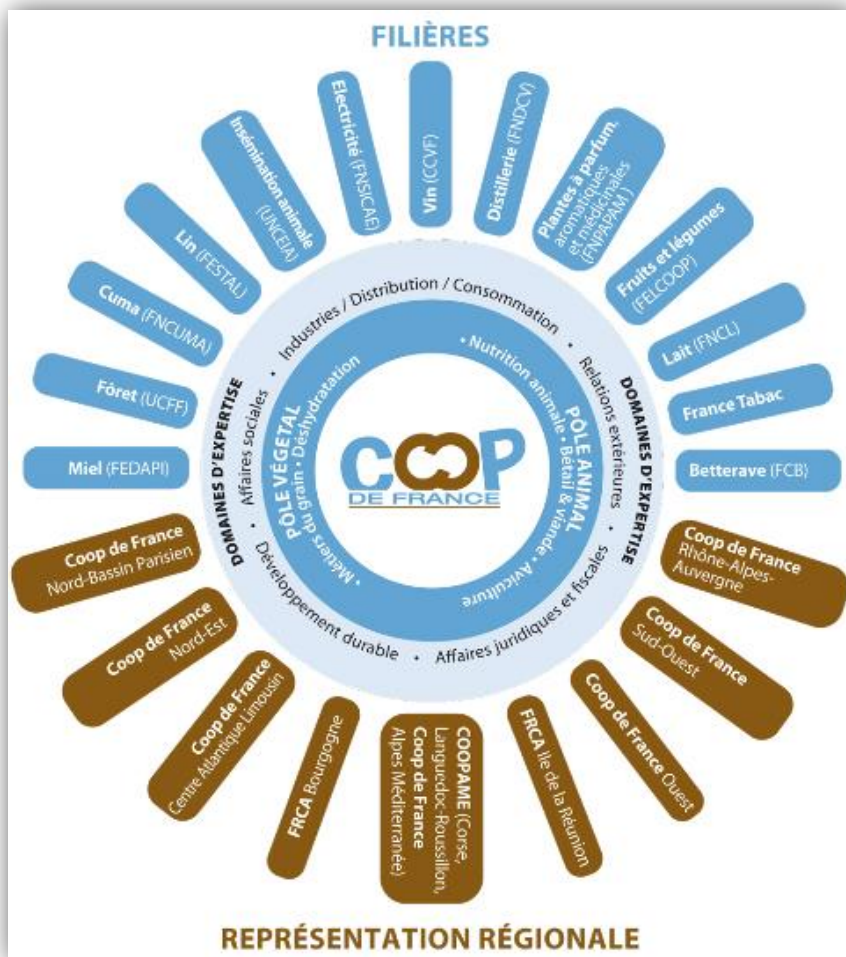 FILIÈRES
Miel (FEDAPI)
Fôret (UCFF)
Cuma (FNCUMA)
Lin (FESTAL)
Insémination animale
(UNCEIA)
Electricité (FNSICAE)
Vin (CCVF)
Distillerie (FNDCV)
Plantes à parfum,
aromatiques
et médicinales
(FNPAPAM )
Fruits et légumes
(FELCOOP)
Lait (FNCL)
France Tabac
Betterave (FCB)
DOMAINES D'EXPERTISE
• Affaires sociales • Industries / Distribution / Consommation • Relations extérieures •
DOMAINES D'EXPERTISE
Développement durable • Affaires juridiques et fiscales
PÔLE VÉGÉTAL
• Métiers du grain • Déshydratation
PÔLE ANIMAL
• Nutrition animale • Bétail & viande • Aviculture
COOP
DE FRANCE
Coop de France
Nord-Bassin Parisien
Coop de France
Nord-Est
Coop de France
Centre Atlantique Limousin
FRCA Bourgogne
COOPAME (Corse,
Languedoc-Roussillon,
Coop de France
Alpes Méditerranée)
FRCA Ile de la Réunion
Coop de France Ouest
Coop de France
Sud-Ouest
Coop de France
Rhône-Alpes-
Auvergne
REPRÉSENTATION RÉGIONALE